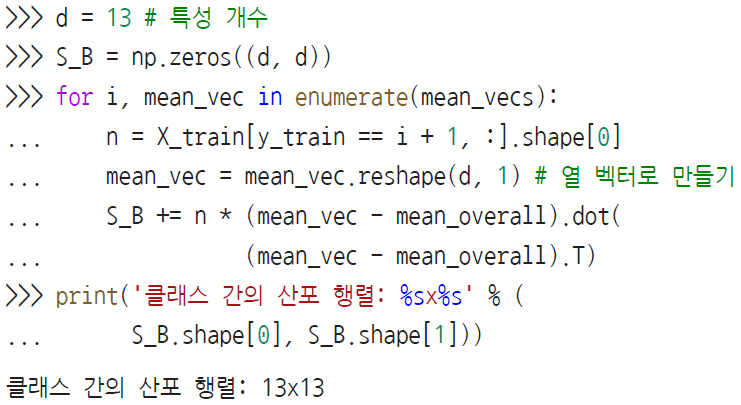 >>> d = 13 # 특성 개수
>>> S_B = np.zeros((d, d))
>>> for i, mean_vec in enumerate(mean_vecs):
...     n = X_train[y_train == i + 1, :].shape[0]
...     mean_vec = mean_vec.reshape(d, 1) # 열 벡터로 만들기
...     S_B += n * (mean_vec - mean_overall).dot(
...                (mean_vec - mean_overall).T)
>>> print('클래스 간의 산포 행렬: %sx%s' % (
...       S_B.shape[0], S_B.shape[1]))
클래스 간의 산포 행렬: 13x13